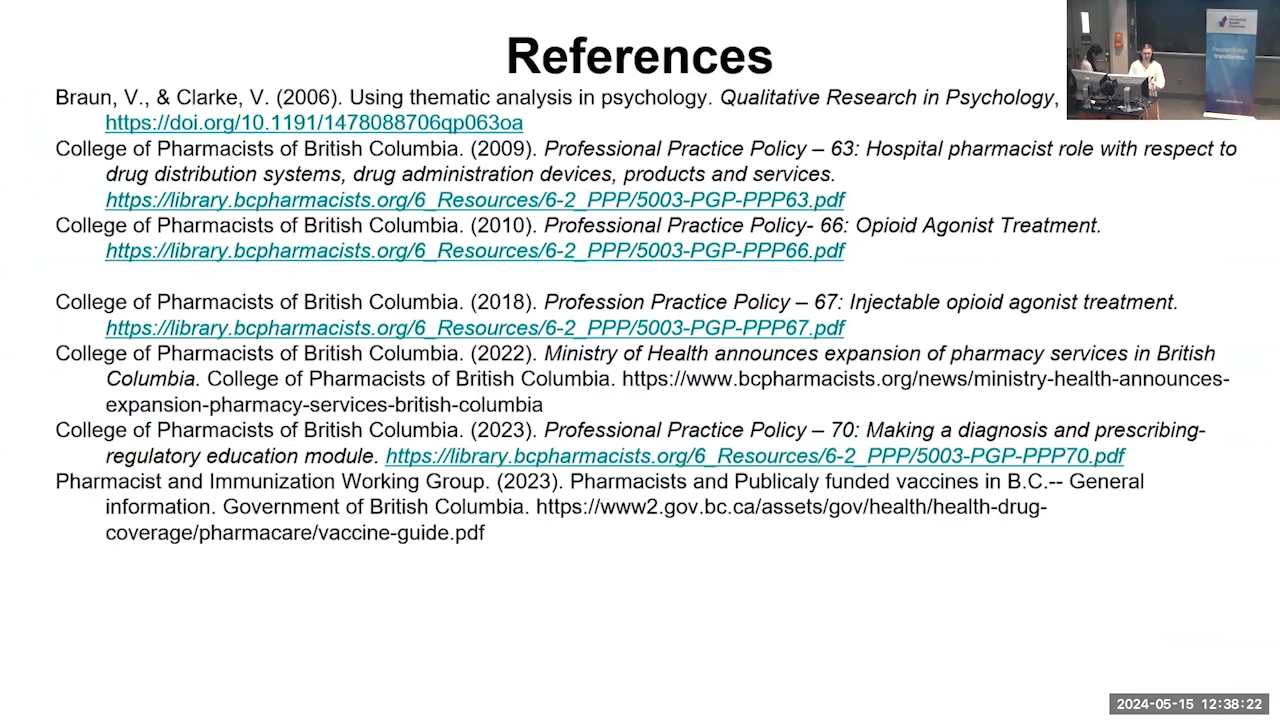 References
Braun, V., & Clarke, V. (2006). Using thematic analysis in psychology. Qualitative Research in Psychology,
https://doi.org/10.1191/1478088706qp063oa
College of Pharmacists of British Columbia. (2009). Professional Practice Policy – 63: Hospital pharmacist role with respect to
drug distribution systems, drug administration devices, products and services.
https://library.bcpharmacists.org/6_Resources/6-2_PPP/5003-PGP-PPP63.pdf
College of Pharmacists of British Columbia. (2010). Professional Practice Policy- 66: Opioid Agonist Treatment.
https://library.bcpharmacists.org/6_Resources/6-2_PPP/5003-PGP-PPP66.pdf
College of Pharmacists of British Columbia. (2018). Profession Practice Policy – 67: Injectable opioid agonist treatment.
https://library.bcpharmacists.org/6_Resources/6-2_PPP/5003-PGP-PPP67.pdf
College of Pharmacists of British Columbia. (2022). Ministry of Health announces expansion of pharmacy services in British
Columbia. College of Pharmacists of British Columbia. https://www.bcpharmacists.org/news/ministry-health-announces-
expansion-pharmacy-services-british-columbia
College of Pharmacists of British Columbia. (2023). Professional Practice Policy – 70: Making a diagnosis and prescribing-
regulatory education module. https://library.bcpharmacists.org/6_Resources/6-2_PPP/5003-PGP-PPP70.pdf
Pharmacist and Immunization Working Group. (2023). Pharmacists and Publicaly funded vaccines in B.C.-- General
information. Government of British Columbia. https://www2.gov.bc.ca/assets/gov/health/health-drug-
coverage/pharmacare/vaccine-guide.pdf
Research that
transforms.
2024-05-15 12:38:22